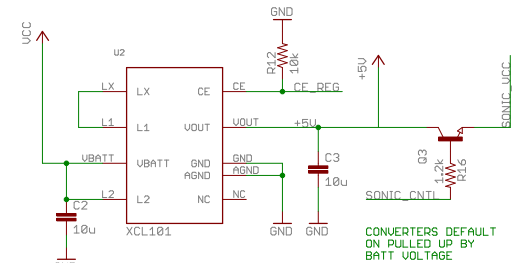 GND
VCC
U2
R12
10k
+5V
SONIC_VCC
LX
LX
CE
CE
CE_REG
L1
L1
VOUT
VOUT
+5V
VBATT
VBATT
GND
GND
AGND
AGND
C3
10u
Q3
1.2k
R16
L2
L2
NC
NC
SONIC_CNTL
C2
10u
XCL101
GND
GND
CONVERTERS DEFAULT
ON PULLED UP BY
BATT VOLTAGE